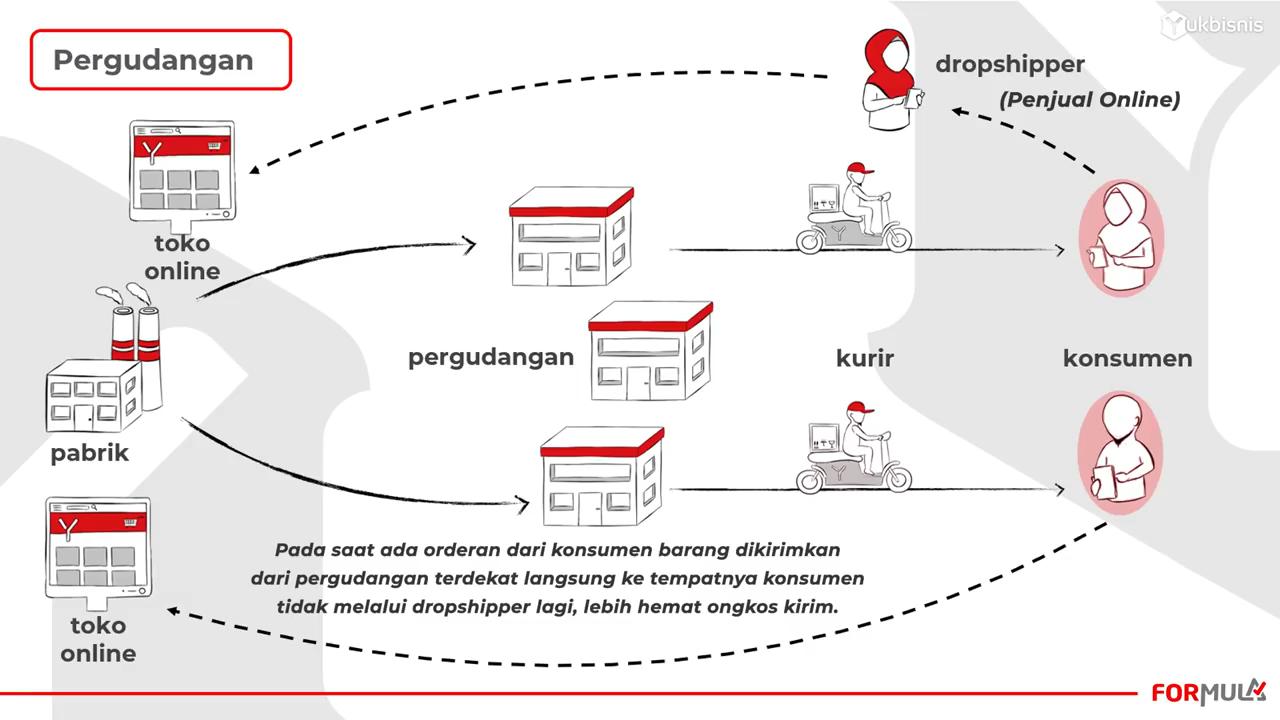 Yukbisnis
Pergudangan
dropshipper
(Penjual Online)
toko
online
pergudangan
kurir
konsumen
pabrik
Pada saat ada orderan dari konsumen barang dikirimkan
dari pergudangan terdekat langsung ke tempatnya konsumen
tidak melalui dropshipper lagi, lebih hemat ongkos kirim.
toko
online
FORMULA